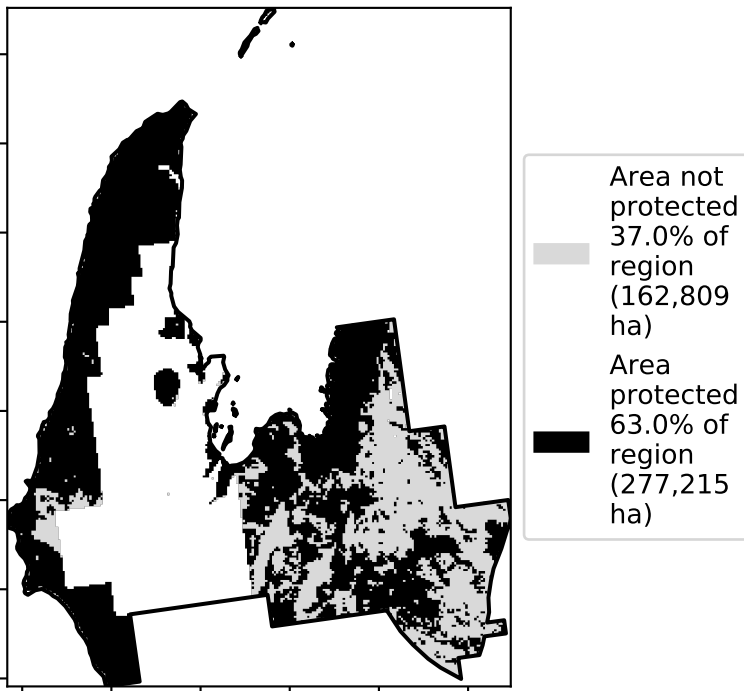 Area not
protected
37.0% of
region
(162,809
ha)
Area
protected
63.0% of
region
(277,215
ha)